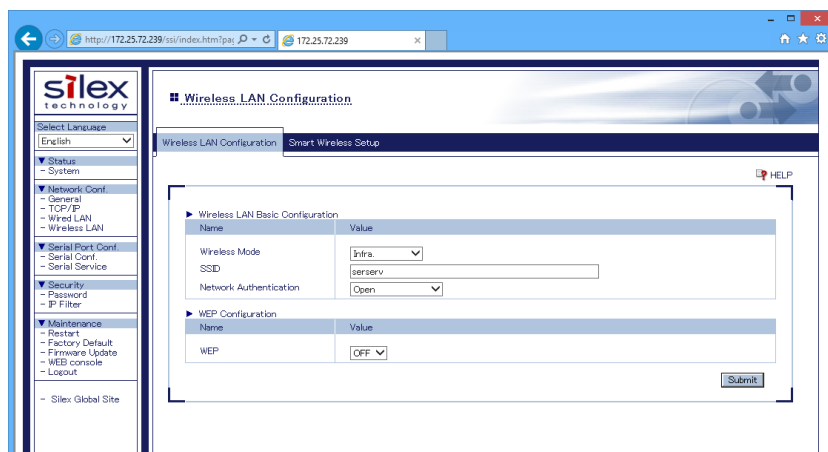 http://172.25.72.239/ssi/index.htm?pag
172.25.72.239
silex
technology
Select Language
English
Status
- System
Network Conf.
- General
- TCP/IP
- Wired LAN
- Wireless LAN
Serial Port Conf.
- Serial Conf.
- Serial Service
Security
- Password
- IP Filter
Maintenance
- Restart
- Factory Default
- Firmware Update
- WEB console
- Logout
- Silex Global Site
Wireless LAN Configuration
Wireless LAN Configuration Smart Wireless Setup
HELP
Wireless LAN Basic Configuration
Name Value
Wireless Mode Infra.
SSID serserv
Network Authentication Open
WEP Configuration
Name Value
WEP OFF
Submit